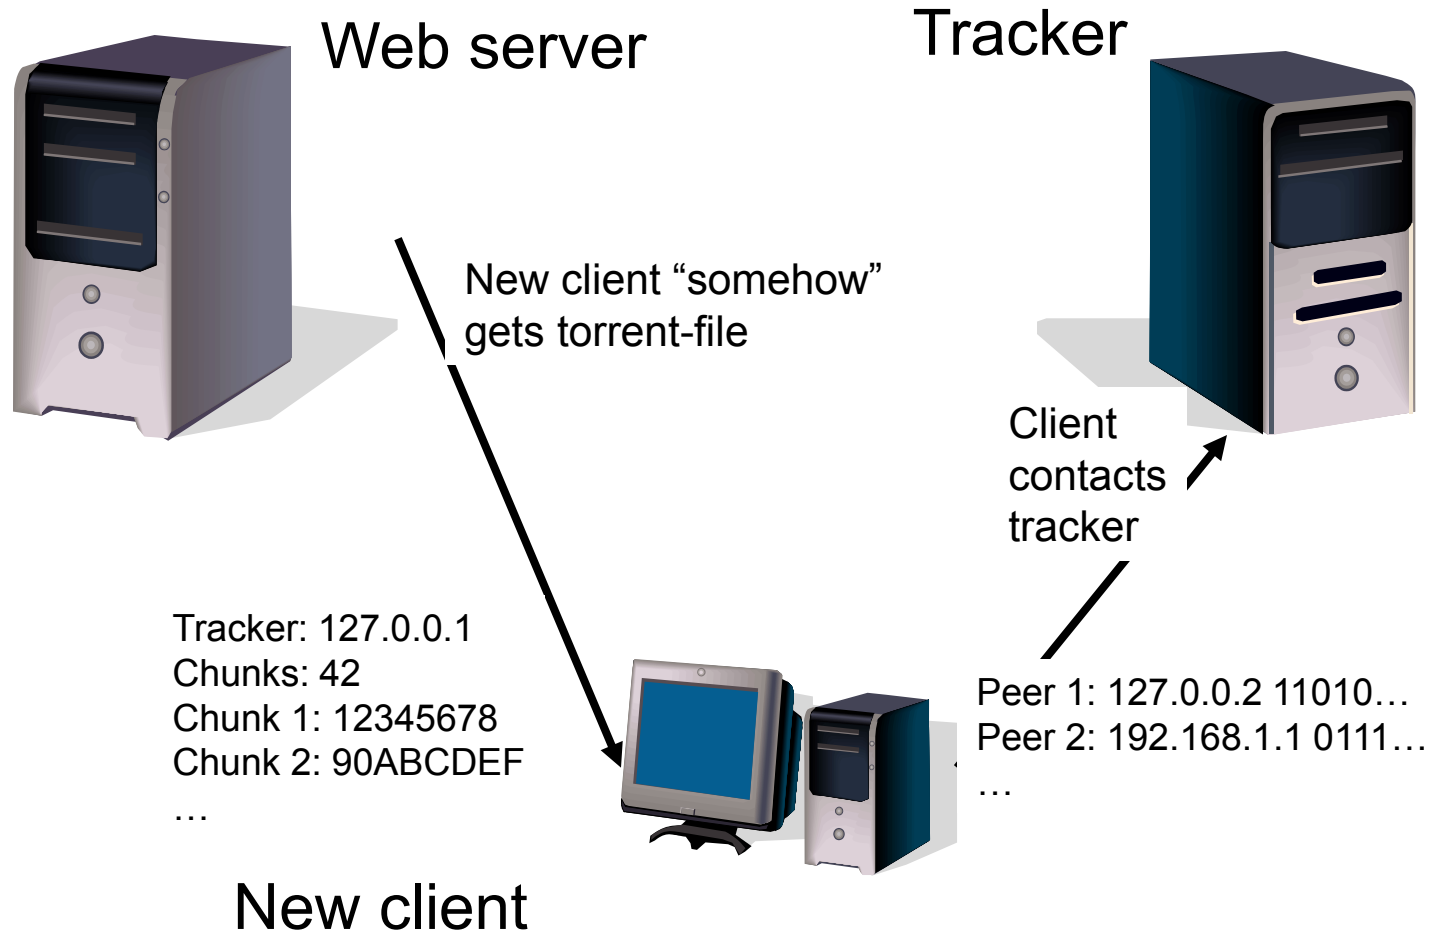 Web server
Tracker
New client “somehow”
gets torrent-file
Client
contacts
tracker
Tracker: 127.0.0.1
Chunks: 42
Chunk 1: 12345678
Chunk 2: 90ABCDEF
…
Peer 1: 127.0.0.2 11010…
Peer 2: 192.168.1.1 0111…
…
New client